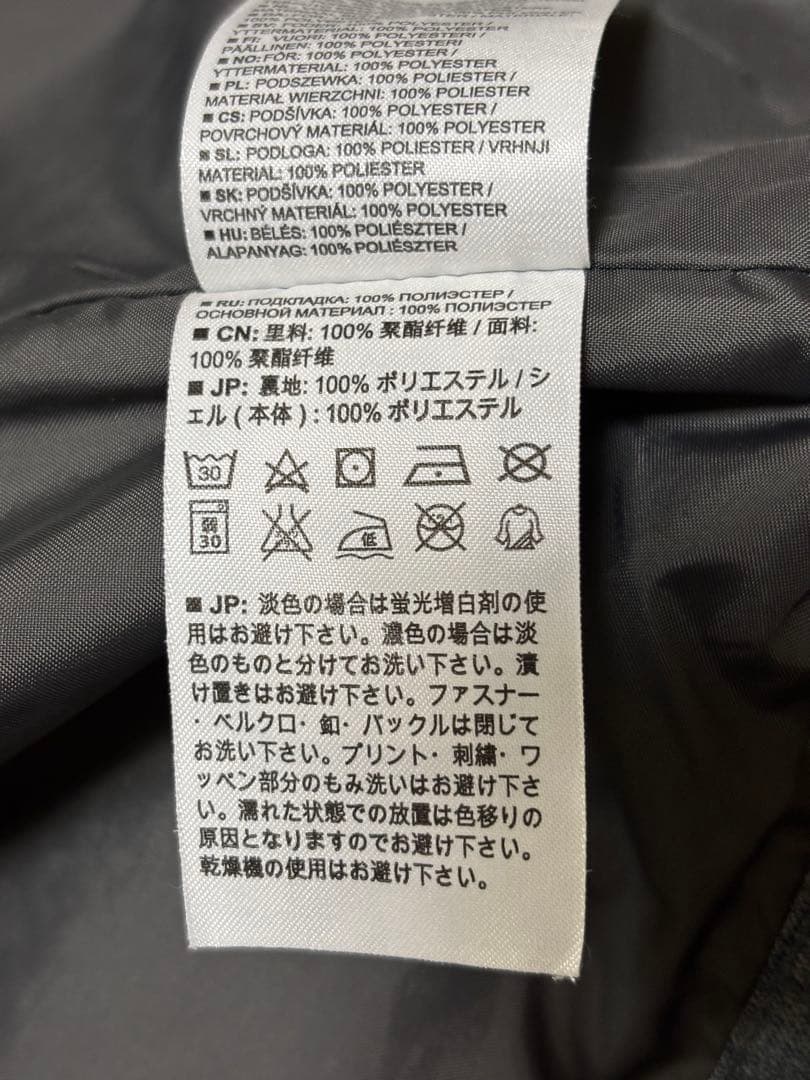 YTTERMATERIAL: 100% POLYESTER
■ FI: VUORI: 100% POLYESTERI /
PÄÄLLINEN: 100% POLYESTERI
■ NO: FÔR: 100% POLYESTER /
YTTERMATERIAL: 100% POLYESTER
■ PL: PODSZEWKA: 100% POLIESTER /
MATERIAŁ WIERZCHNI: 100% POLIESTER
■ CS: PODŠÍVKA: 100% POLYESTER /
POVRCHOVÝ MATERIÁL: 100% POLYESTER
■ SL: PODLOGA: 100% POLIESTER / VRHNJI
MATERIAL: 100% POLIESTER
■ SK: PODŠÍVKA: 100% POLYESTER /
VRCHNÝ MATERIÁL: 100% POLYESTER
■ HU: BÉLÉS: 100% POLIÉSZTER /
ALAPANYAG: 100% POLIÉSZTER
■ RU: ПОДКЛАДКА: 100% ПОЛИЭСТЕР /
ОСНОВНОЙ МАТЕРИАЛ : 100% ПОЛИЭСТЕР
■ CN: 里料: 100% 聚酯纤维 / 面料:
100% 聚酯纤维
■ JP: 裏地: 100% ポリエステル / シ
ェル ( 本体 ) : 100% ポリエステル
30
弱 30 低
■ JP: 淡色の場合は蛍光増白剤の使
用はお避け下さい。濃色の場合は淡
色のものと分けてお洗い下さい。漬
け置きはお避け下さい。ファスナー
・ベルクロ・釦・バックルは閉じて
お洗い下さい。プリント・刺繍・ワ
ッペン部分のもみ洗いはお避け下さ
い。濡れた状態での放置は色移りの
原因となりますのでお避け下さい。
乾燥機の使用はお避け下さい。